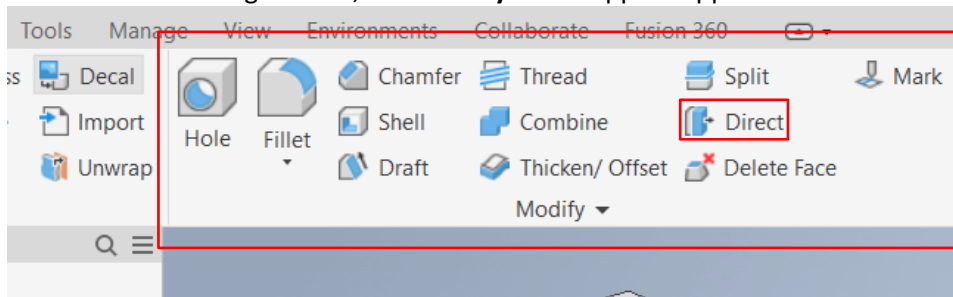 Tools Manage View Environments Collaborate Fusion 360
ss Decal Chamfer Thread Split Mark
Import Hole Fillet Shell Combine Direct
Unwrap Draft Thicken/ Offset Delete Face
Modify